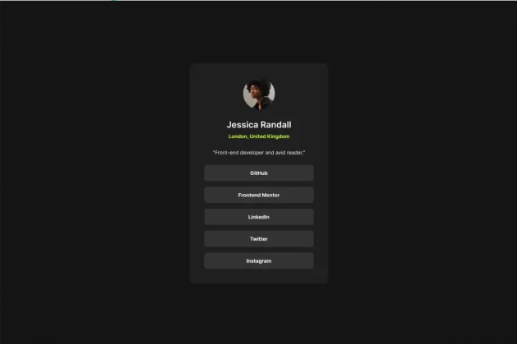 Jessica Randall
London, United Kingdom
"Front-end developer and avid reader."
GitHub
Frontend Mentor
LinkedIn
Twitter
Instagram